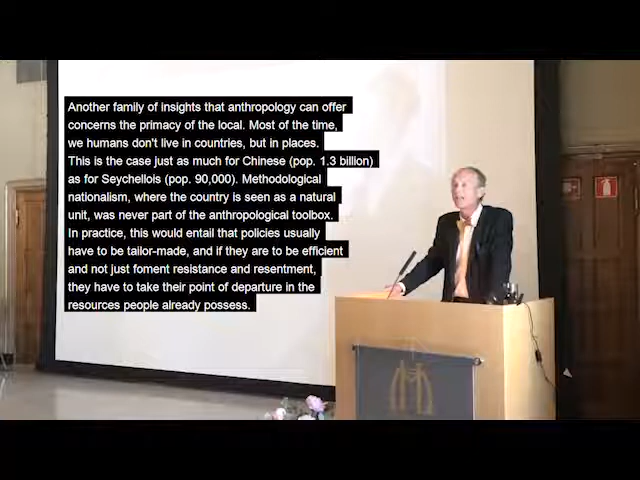 Another family of insights that anthropology can offer
concerns the primacy of the local. Most of the time,
we humans don't live in countries, but in places.
This is the case just as much for Chinese (pop. 1.3 billion)
as for Seychellois (pop. 90,000). Methodological
nationalism, where the country is seen as a natural
unit, was never part of the anthropological toolbox.
In practice, this would entail that policies usually
have to be tailor-made, and if they are to be efficient
and not just foment resistance and resentment,
they have to take their point of departure in the
resources people already possess.